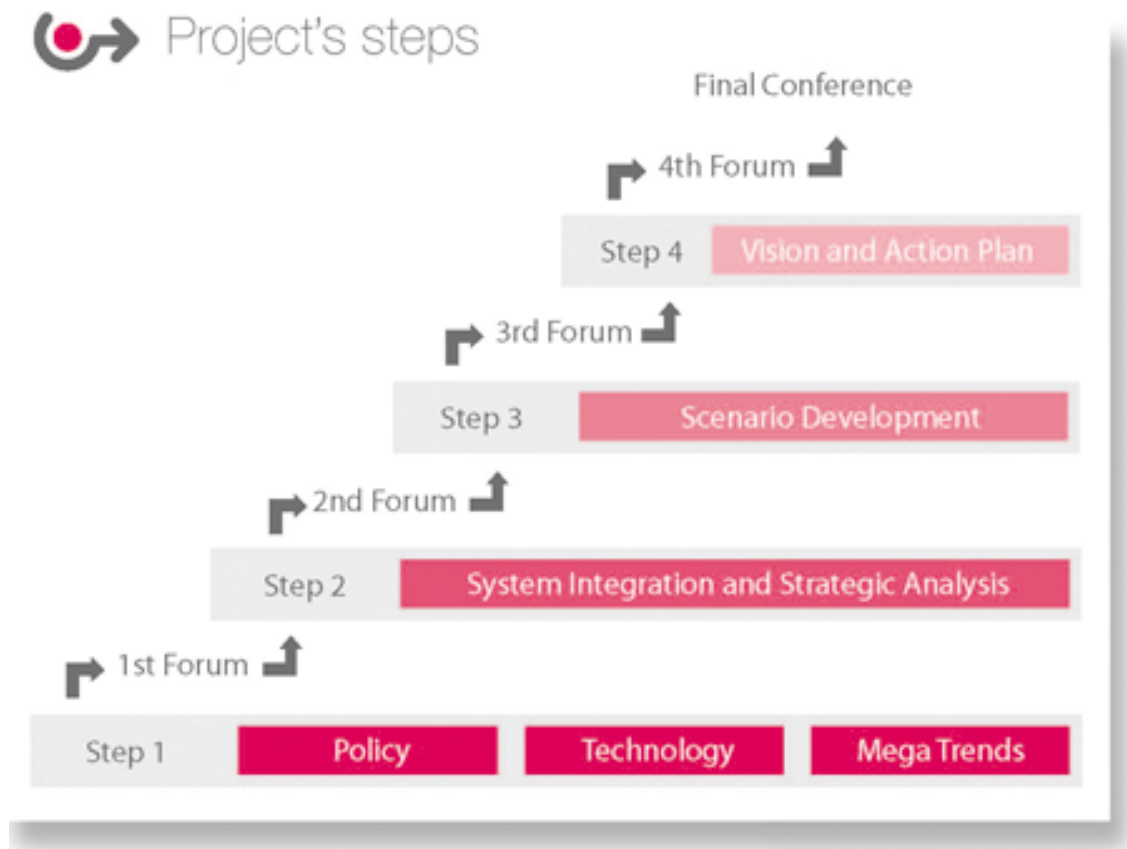 Project's steps
Final Conference
4th Forum
Step 4 Vision and Action Plan
3rd Forum
Step 3 Scenario Development
2nd Forum
Step 2 System Integration and Strategic Analysis
1st Forum
Step 1 Policy Technology Mega Trends